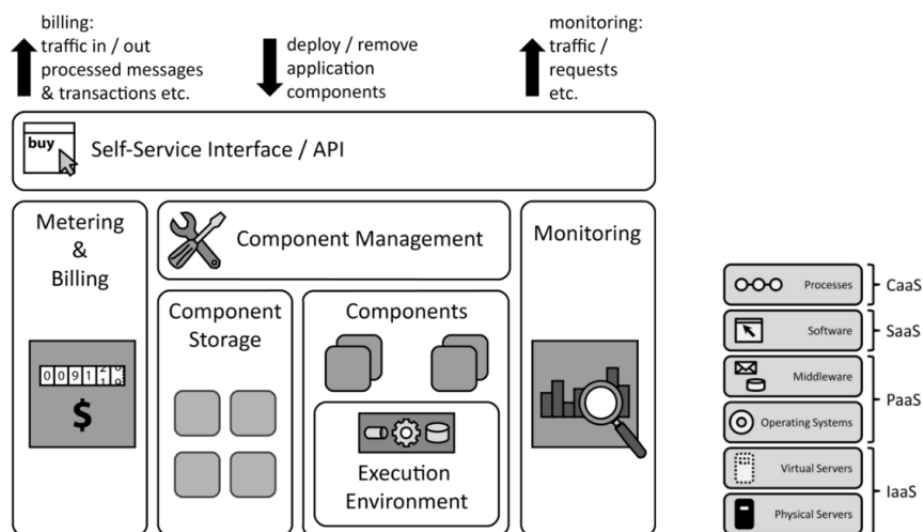 billing:
traffic in / out
processed messages
& transactions etc.
deploy / remove
application
components
monitoring:
traffic /
requests
etc.
buy
Self-Service Interface / API
Metering
&
Billing
$
Component Management
Component
Storage
Components
Execution
Environment
Monitoring
Processes
CaaS
Software
SaaS
Middleware
PaaS
Operating Systems
Virtual Servers
IaaS
Physical Servers